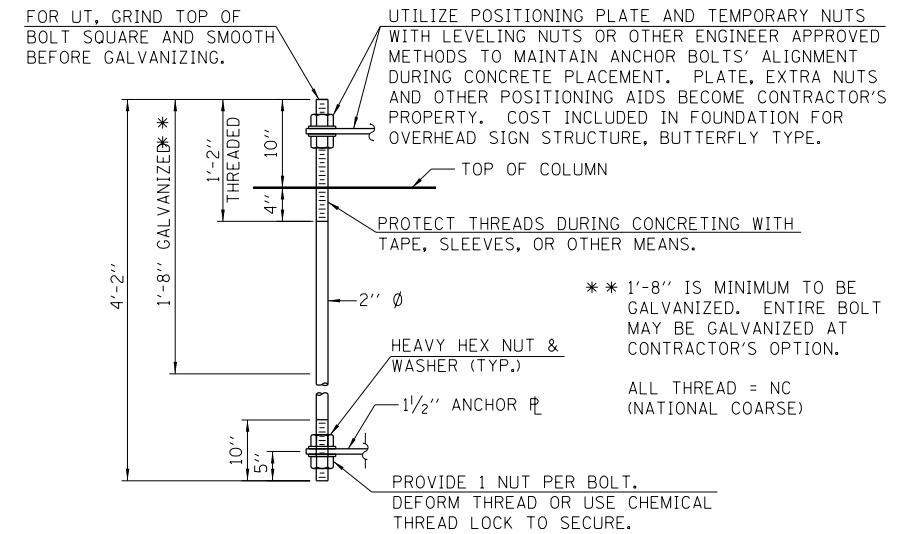 FOR UT, GRIND TOP OF
BOLT SQUARE AND SMOOTH
BEFORE GALVANIZING.
UTILIZE POSITIONING PLATE AND TEMPORARY NUTS
WITH LEVELING NUTS OR OTHER ENGINEER APPROVED
METHODS TO MAINTAIN ANCHOR BOLTS' ALIGNMENT
DURING CONCRETE PLACEMENT. PLATE, EXTRA NUTS
AND OTHER POSITIONING AIDS BECOME CONTRACTOR'S
PROPERTY. COST INCLUDED IN FOUNDATION FOR
OVERHEAD SIGN STRUCTURE, BUTTERFLY TYPE.
4'-2''
1'-8'' GALVANIZED**
1'-2''
THREADED
10''
4''
TOP OF COLUMN
PROTECT THREADS DURING CONCRETING WITH
TAPE, SLEEVES, OR OTHER MEANS.
2'' Ø
** 1'-8'' IS MINIMUM TO BE
GALVANIZED. ENTIRE BOLT
MAY BE GALVANIZED AT
CONTRACTOR'S OPTION.
ALL THREAD = NC
(NATIONAL COARSE)
HEAVY HEX NUT &
WASHER (TYP.)
1 1/2'' ANCHOR PL
10''
5''
PROVIDE 1 NUT PER BOLT.
DEFORM THREAD OR USE CHEMICAL
THREAD LOCK TO SECURE.